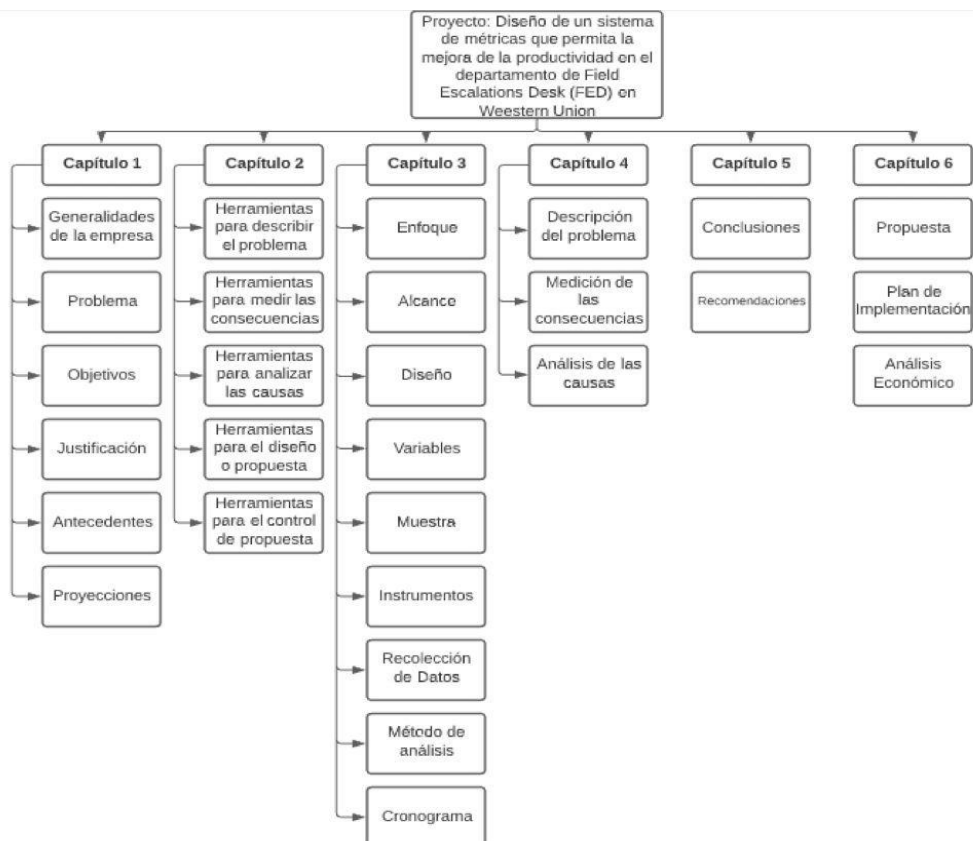 Proyecto: Diseño de un sistema
de métricas que permita la
mejora de la productividad en el
departamento de Field
Escalations Desk (FED) en
Weestern Union
Capítulo 1
Generalidades
de la empresa
Problema
Objetivos
Justificación
Antecedentes
Proyecciones
Capítulo 2
Herramientas
para describir
el problema
Herramientas
para medir las
consecuencias
Herramientas
para analizar
las causas
Herramientas
para el diseño
o propuesta
Herramientas
para el control
de propuesta
Capítulo 3
Enfoque
Alcance
Diseño
Variables
Muestra
Instrumentos
Recolección
de Datos
Método de
análisis
Cronograma
Capítulo 4
Descripción
del problema
Medición de
las
consecuencias
Análisis de las
causas
Capítulo 5
Conclusiones
Recomendaciones
Capítulo 6
Propuesta
Plan de
Implementación
Análisis
Económico